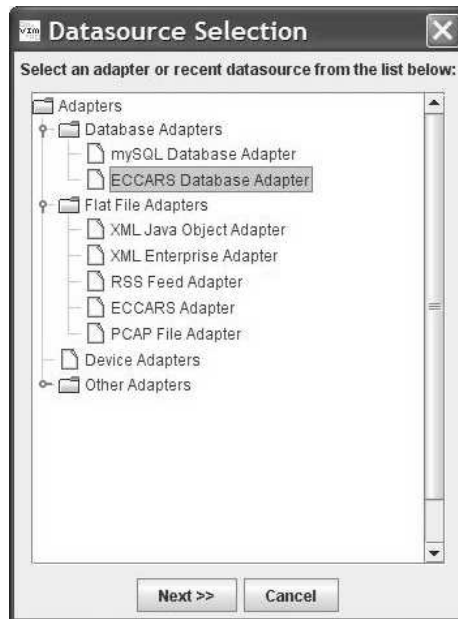 vim Datasource Selection
Select an adapter or recent datasource from the list below:
Adapters
Database Adapters
mySQL Database Adapter
ECCARS Database Adapter
Flat File Adapters
XML Java Object Adapter
XML Enterprise Adapter
RSS Feed Adapter
ECCARS Adapter
PCAP File Adapter
Device Adapters
Other Adapters
Next >> Cancel